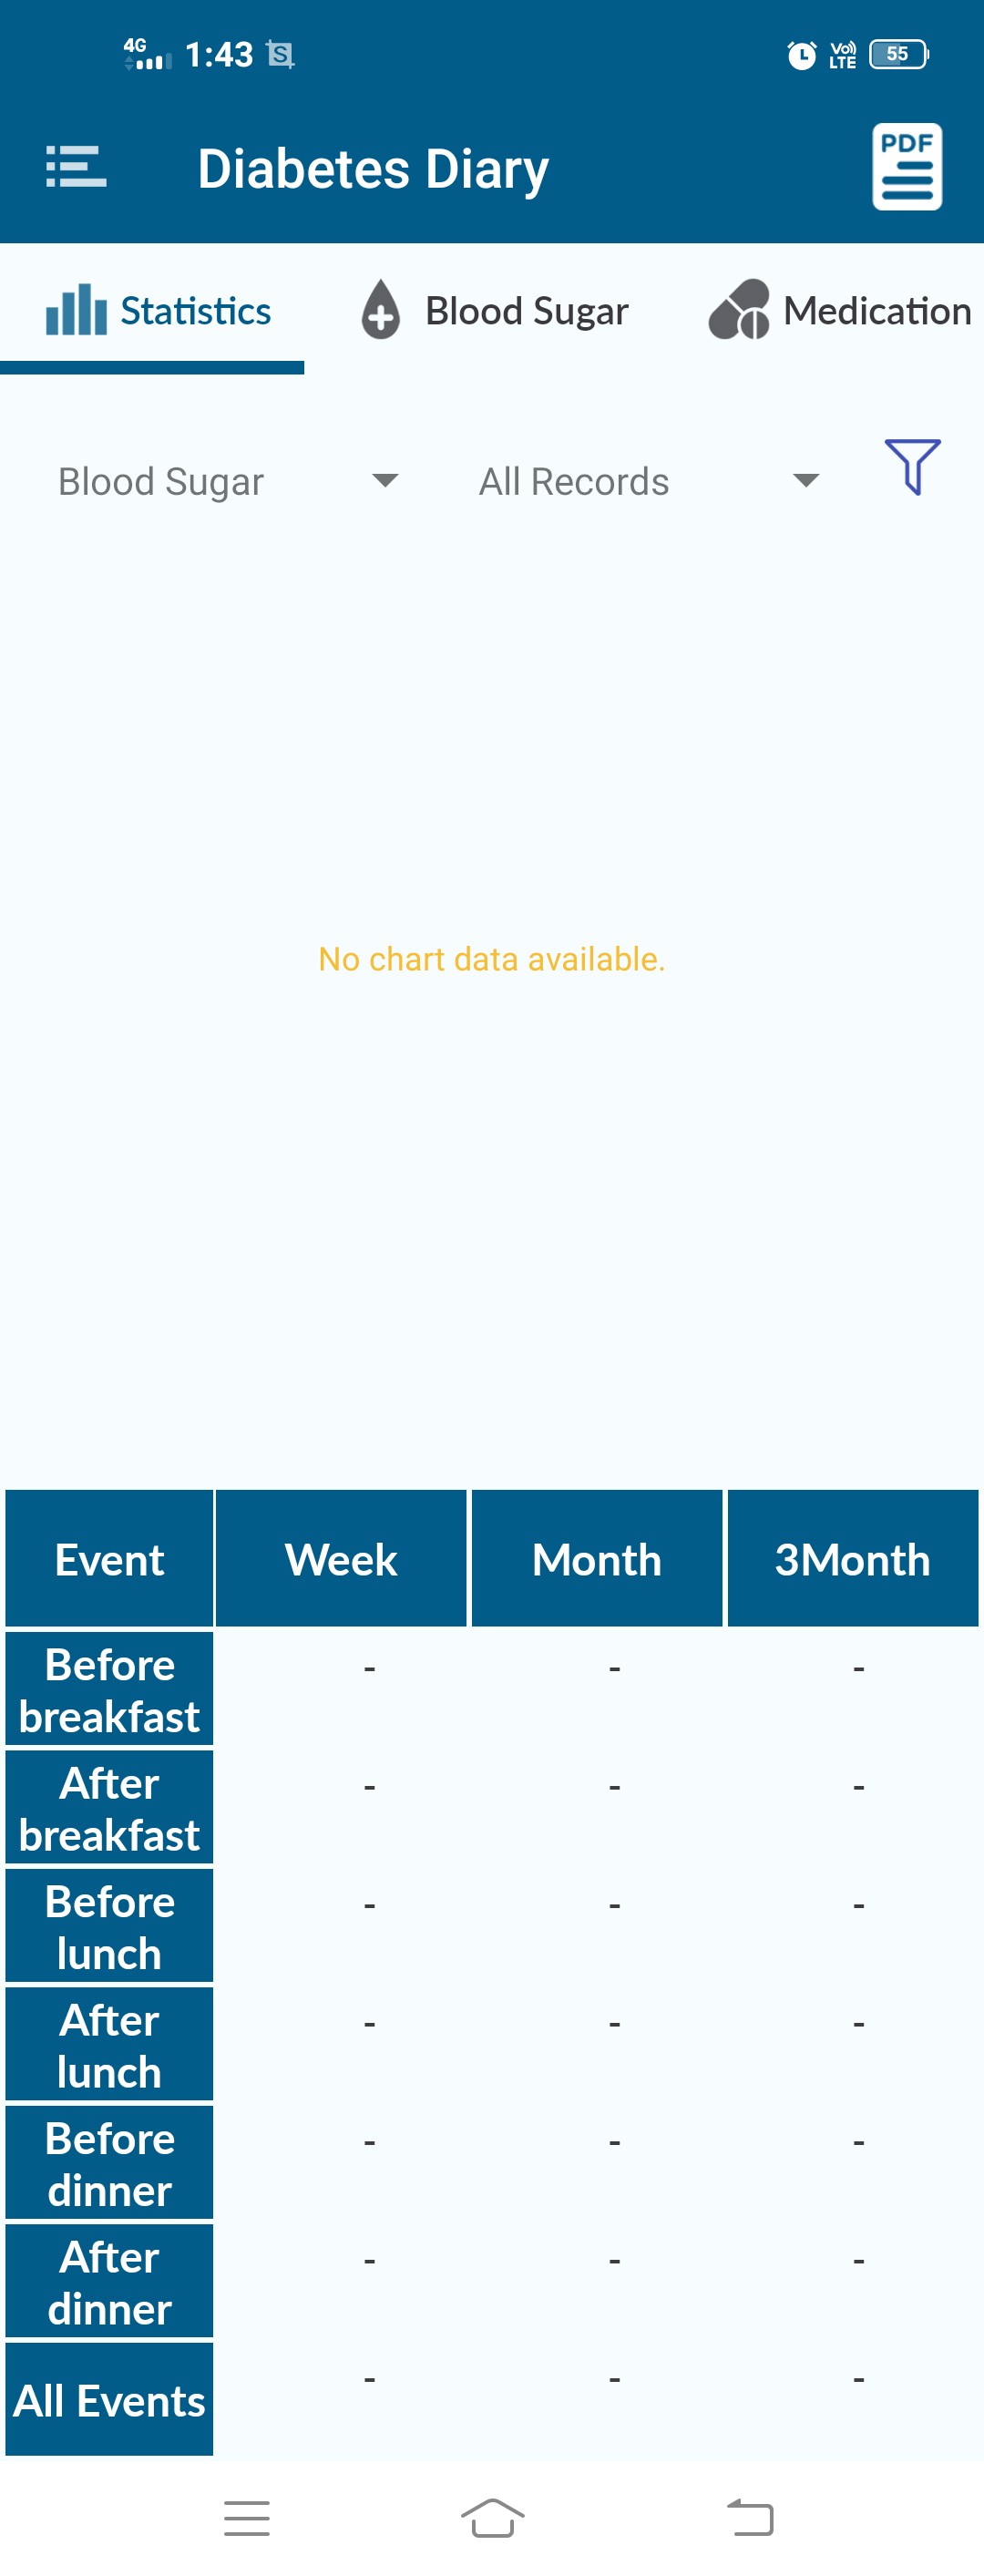 4G 1:43 S Vo)) LTE 55
Diabetes Diary PDF
Statistics Blood Sugar Medication
Blood Sugar All Records
No chart data available.
Event Week Month 3Month
Before
breakfast - - -
After
breakfast - - -
Before
lunch - - -
After
lunch - - -
Before
dinner - - -
After
dinner - - -
All Events - - -